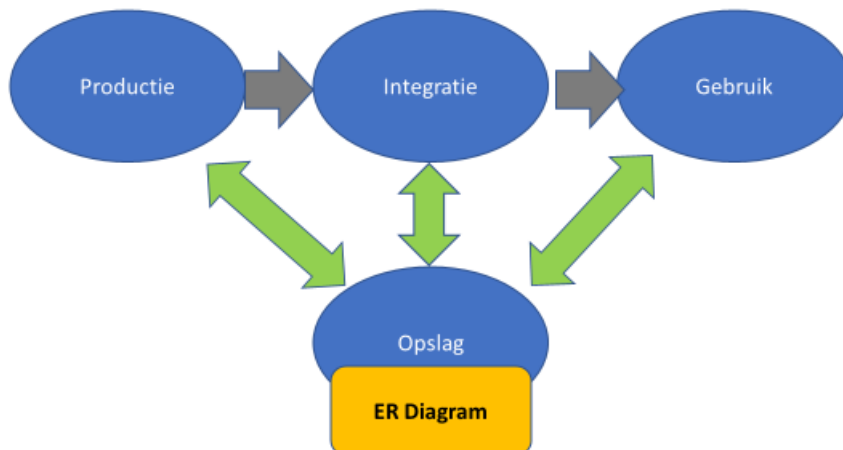 Productie
Integratie
Gebruik
Opslag
ER Diagram